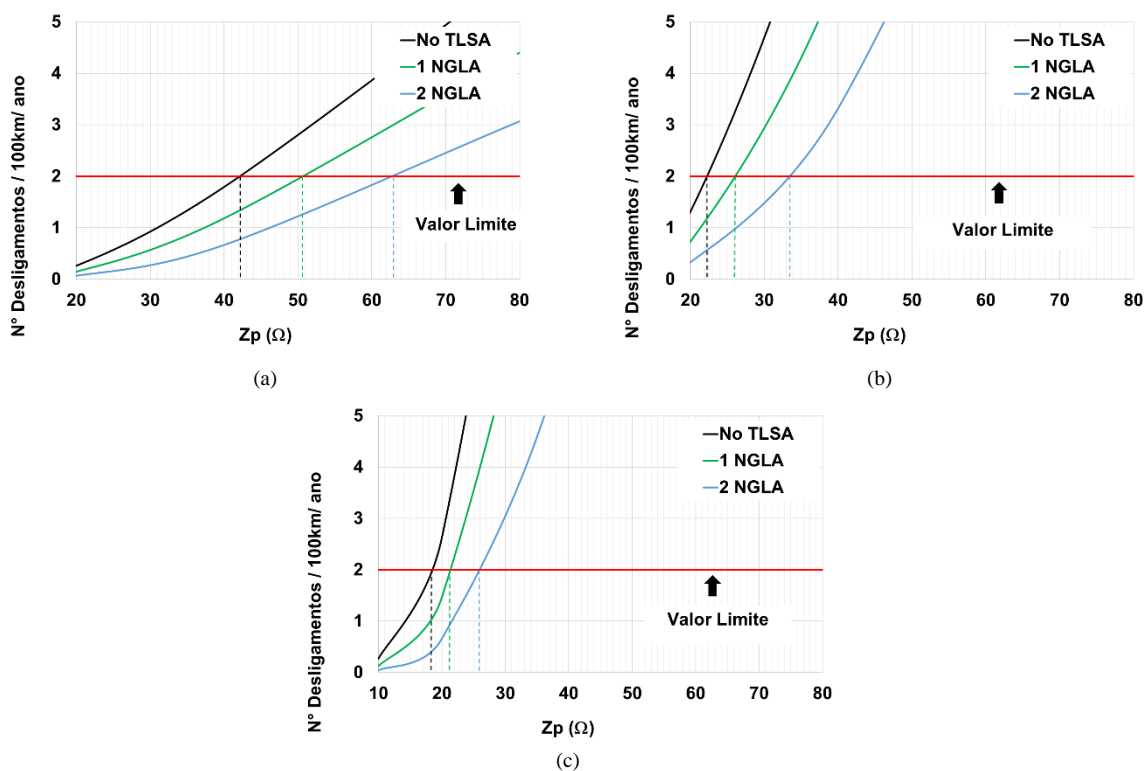 5
4
3
2
1
0
N° Desligamentos / 100km/ ano
No TLSA
1 NGLA
2 NGLA
Valor Limite
20 30 40 50 60 70 80
Zp (Ω)
(a)
5
4
3
2
1
0
N° Desligamentos / 100km/ ano
No TLSA
1 NGLA
2 NGLA
Valor Limite
20 30 40 50 60 70 80
Zp (Ω)
(b)
5
4
3
2
1
0
N° Desligamentos / 100km/ ano
No TLSA
1 NGLA
2 NGLA
Valor Limite
10 20 30 40 50 60 70 80
Zp (Ω)
(c)